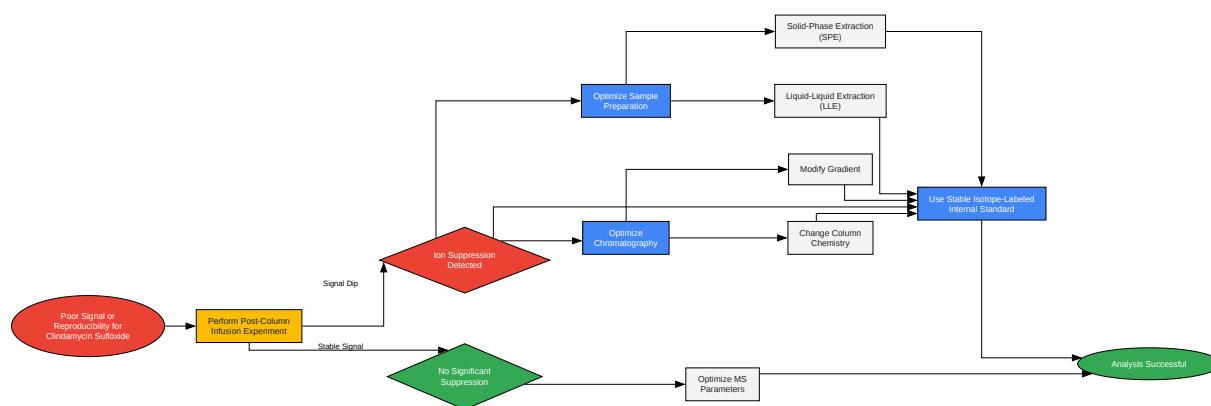 Solid-Phase Extraction
(SPE)
Optimize Sample
Preparation
Liquid-Liquid Extraction
(LLE)
Modify Gradient
Use Stable Isotope-Labeled
Internal Standard
Optimize
Chromatography
Change Column
Chemistry
Ion Suppression
Detected
Signal Dip
Poor Signal or
Reproducibility for
Clindamycin Sulfoxide
Perform Post-Column
Infusion Experiment
Stable Signal
No Significant
Suppression
Optimize MS
Parameters
Analysis Successful